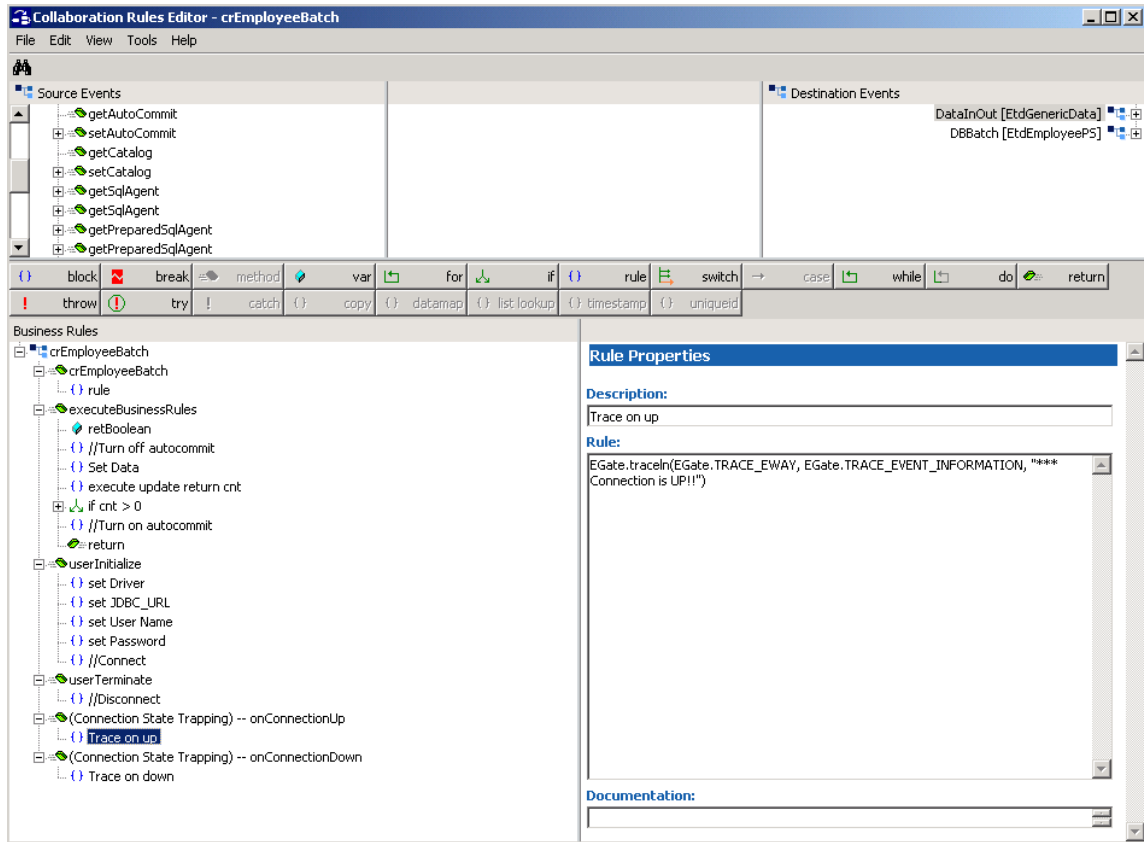 Collaboration Rules Editor - crEmployeeBatch
File Edit View Tools Help
Source Events
Destination Events
getAutoCommit
setAutoCommit
getCatalog
setCatalog
getSqlAgent
getSqlAgent
getPreparedSqlAgent
getPreparedSqlAgent
DataInOut [EtdGenericData]
DBBatch [EtdEmployeePS]
{} block break method var for if {} rule switch case while do return
throw try catch {} copy {} datamap {} list lookup {} timestamp {} uniqueid
Business Rules
crEmployeeBatch
crEmployeeBatch
{} rule
executeBusinessRules
retBoolean
{} //Turn off autocommit
{} Set Data
{} execute update return cnt
if cnt > 0
{} //Turn on autocommit
return
userInitialize
{} set Driver
{} set JDBC_URL
{} set User Name
{} set Password
{} //Connect
userTerminate
{} //Disconnect
(Connection State Trapping) -- onConnectionUp
{} Trace on up
(Connection State Trapping) -- onConnectionDown
{} Trace on down
Rule Properties
Description:
Trace on up
Rule:
EGate.traceln(EGate.TRACE_EWAY, EGate.TRACE_EVENT_INFORMATION, "***
Connection is UP!!")
Documentation: